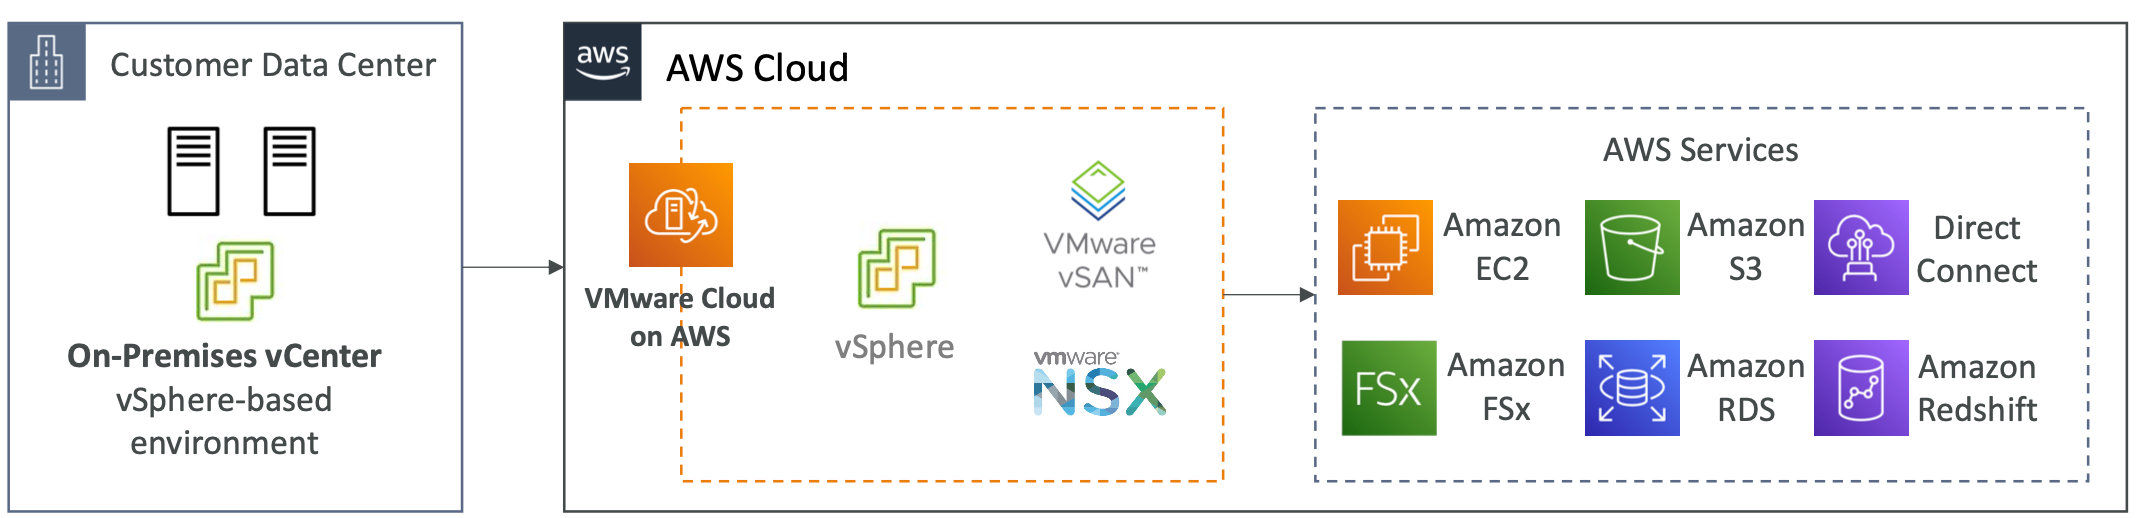 Customer Data Center
On-Premises vCenter
vSphere-based
environment
aws
AWS Cloud
VMware Cloud
on AWS
vSphere
VMware
vSAN™
vmware®
NSX
AWS Services
Amazon
EC2
Amazon
S3
Direct
Connect
FSx
Amazon
FSx
Amazon
RDS
Amazon
Redshift